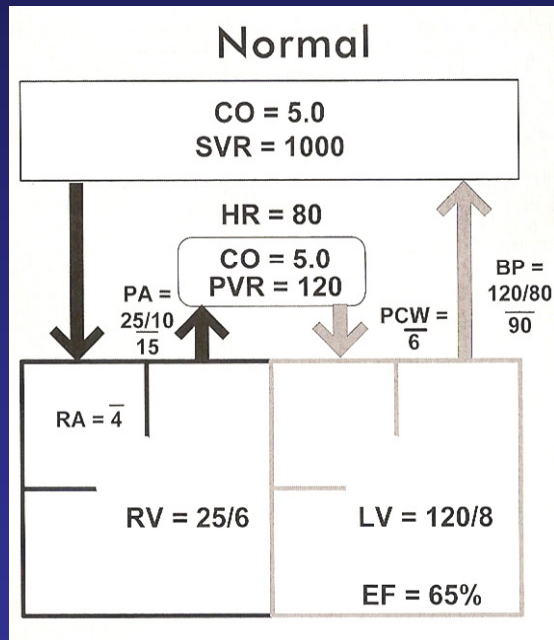 Normal
CO = 5.0
SVR = 1000
HR = 80
CO = 5.0
PVR = 120
PA =
25/10
15
PCW =
6
BP =
120/80
90
RA = 4
RV = 25/6
LV = 120/8
EF = 65%